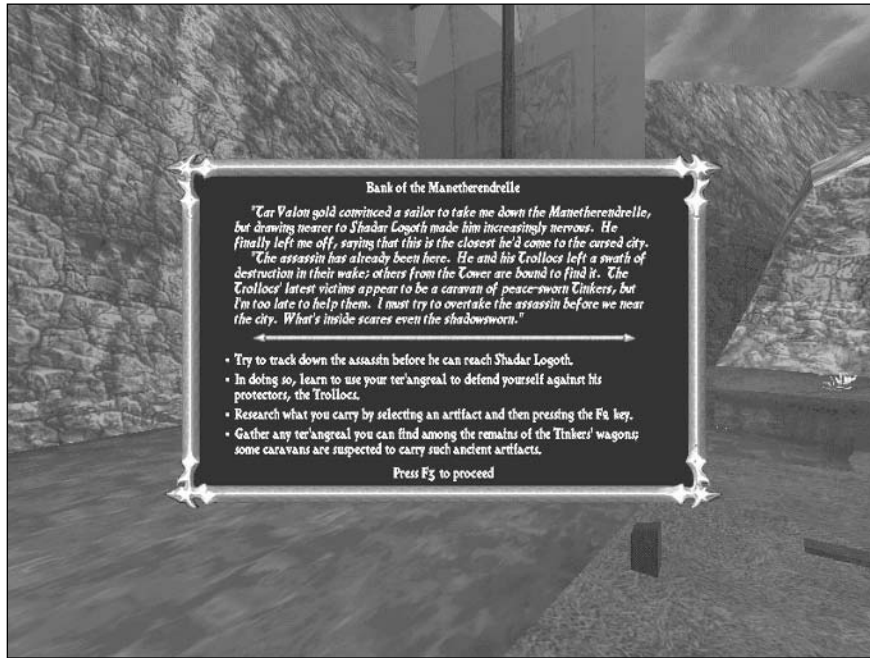 Bank of the Manetherendrelle
"Tar Valon gold convinced a sailor to take me down the Manetherendrelle,
but drawing nearer to Shadar Logoth made him increasingly nervous. He
finally left me off, saying that this is the closest he'd come to the cursed city.
"The assassin has already been here. He and his Trollocs left a swath of
destruction in their wake; others from the Tower are bound to find it. The
Trollocs' latest victims appear to be a caravan of peace-sworn Tinkers, but
I'm too late to help them. I must try to overtake the assassin before we near
the city. What's inside scares even the shadowsworn."
• Try to track down the assassin before he can reach Shadar Logoth.
• In doing so, learn to use your ter'angreal to defend yourself against his
protectors, the Trollocs.
• Research what you carry by selecting an artifact and then pressing the F2 key.
• Gather any ter'angreal you can find among the remains of the Tinkers' wagons;
some caravans are suspected to carry such ancient artifacts.
Press F3 to proceed